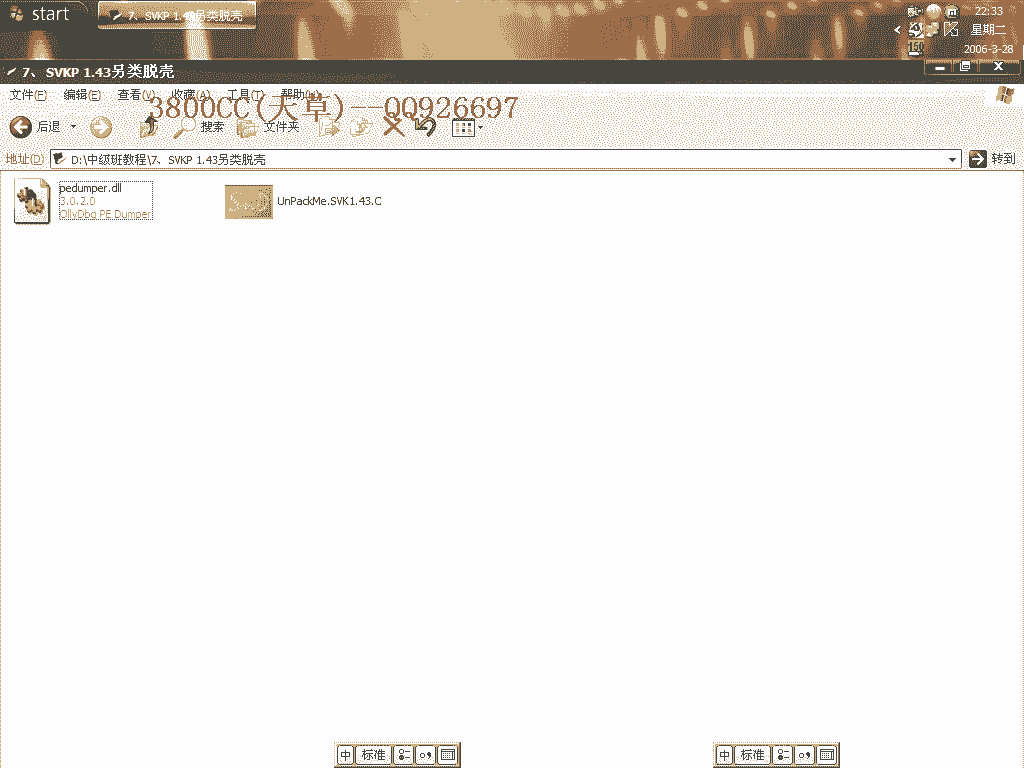 start
7、SVKP 1.43另类脱壳
22:33
星期二
150
2006-3-28
7、SVKP 1.43另类脱壳
文件(F) 编辑(E) 查看(V) 收藏(A) 工具(T) 帮助(H)
3800CC(天草)--QQ926697
后退 搜索 文件夹
地址(D) D:\中级班教程\7、SVKP 1.43另类脱壳 转到
pedumper.dll
3.0.2.0
OllyDbg PE Dumper
UnPackMe.SVK1.43.C
中 标准
中 标准